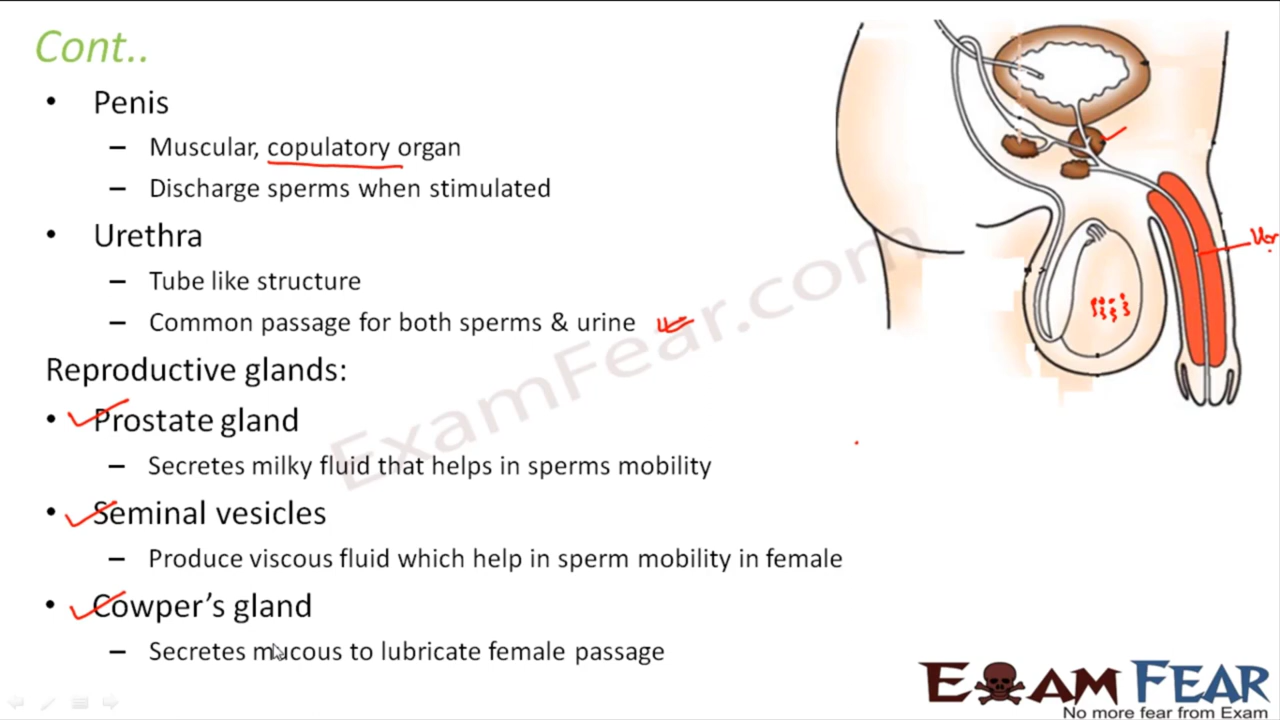 Cont..
• Penis
– Muscular, copulatory organ
– Discharge sperms when stimulated
• Urethra
– Tube like structure
– Common passage for both sperms & urine
Reproductive glands:
• Prostate gland
– Secretes milky fluid that helps in sperms mobility
• Seminal vesicles
– Produce viscous fluid which help in sperm mobility in female
• Cowper's gland
– Secretes mucous to lubricate female passage
ExamFear.com
EXAM FEAR
No more fear from Exam